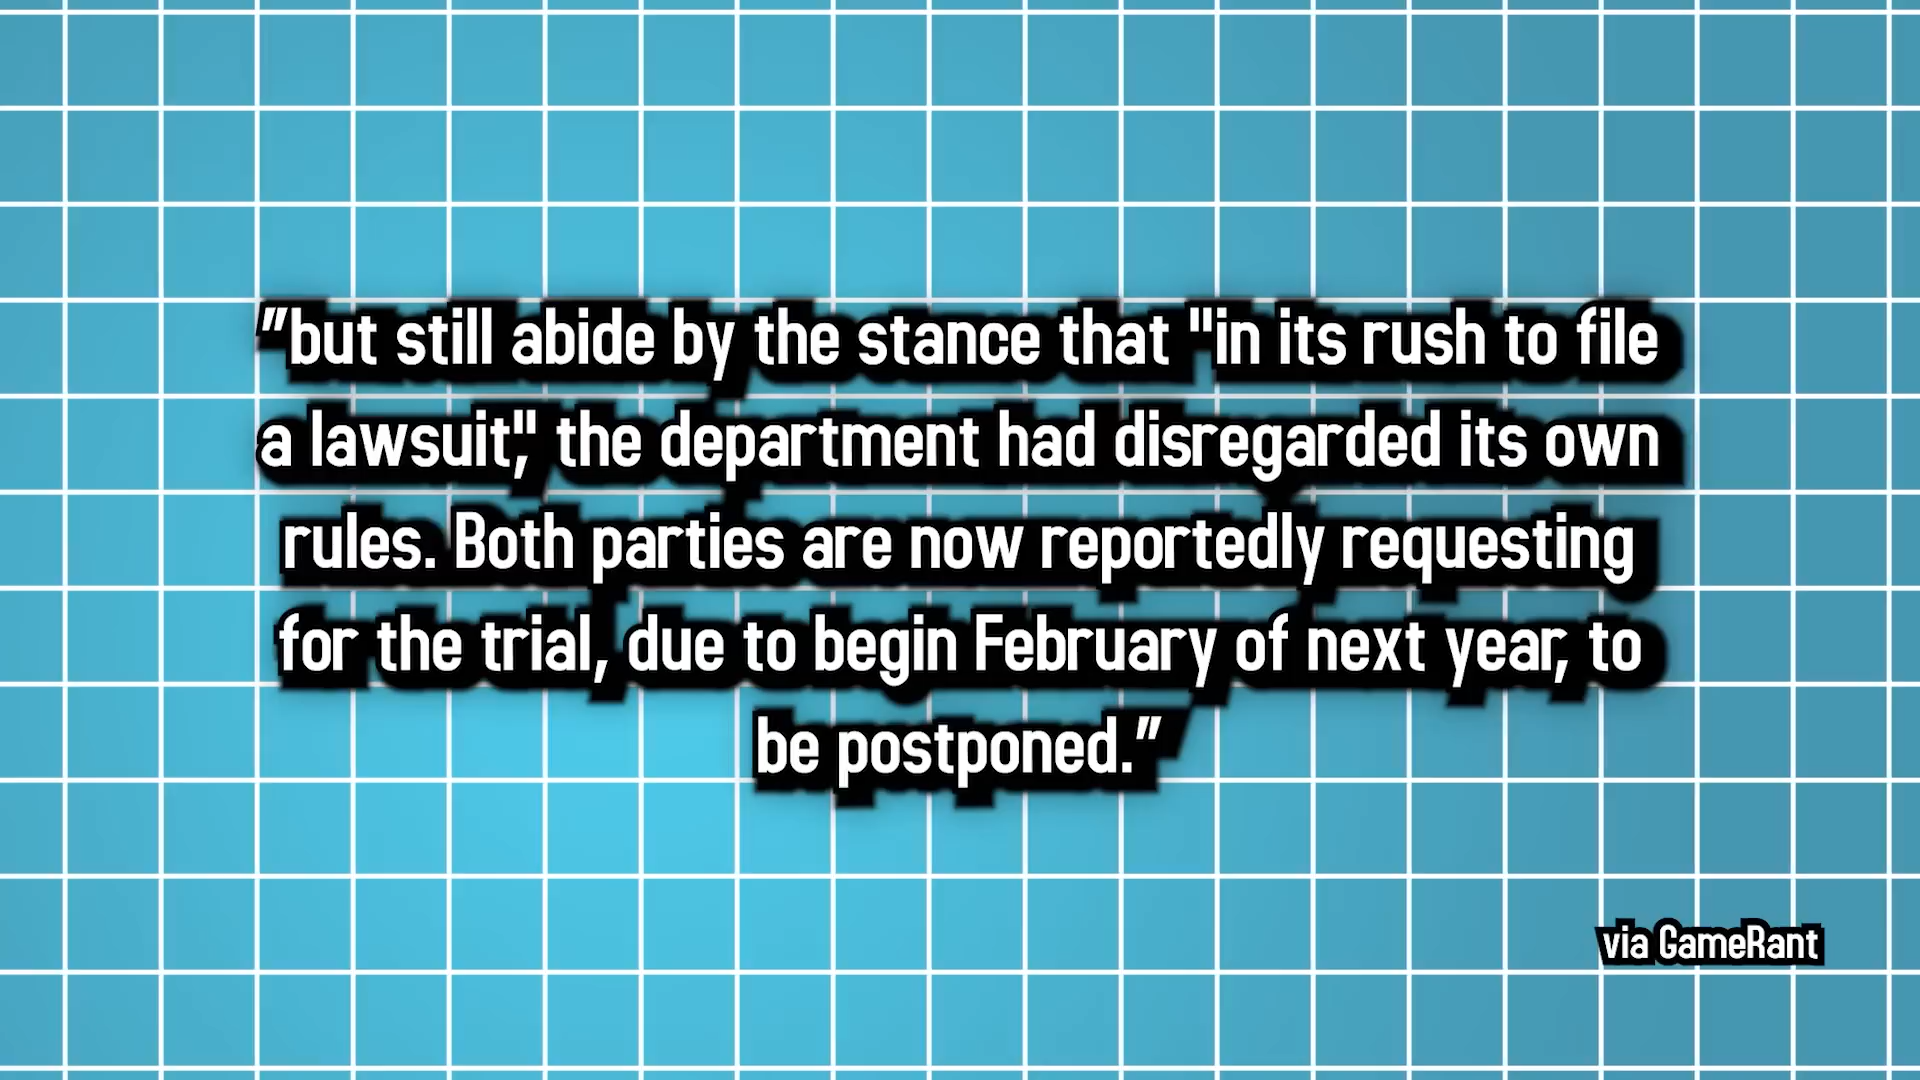 "but still abide by the stance that "in its rush to file
a lawsuit," the department had disregarded its own
rules. Both parties are now reportedly requesting
for the trial, due to begin February of next year, to
be postponed."
via GameRant